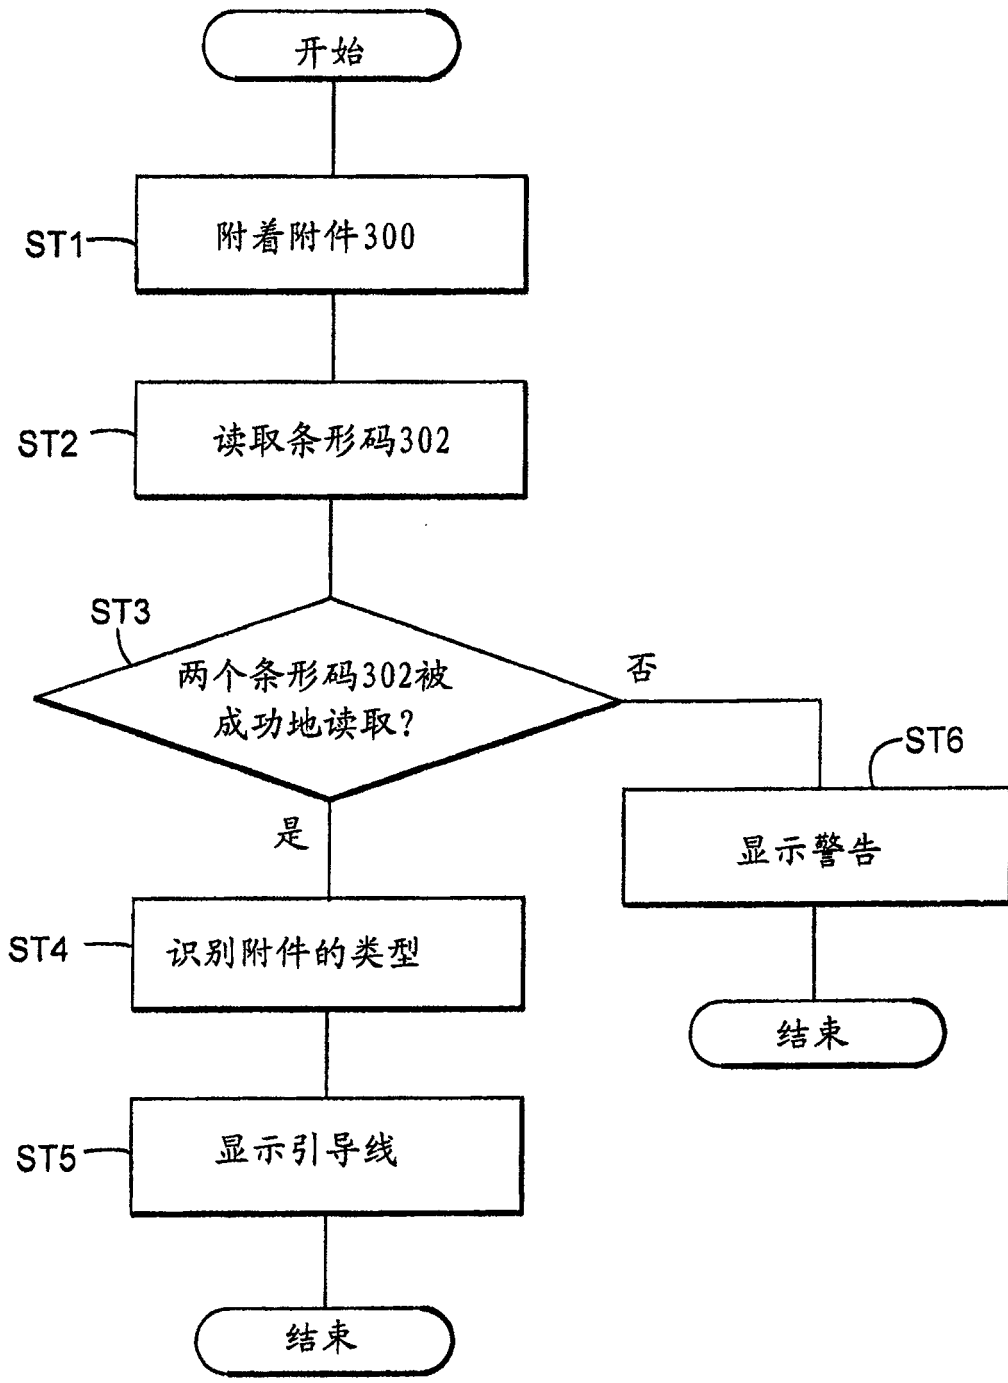 开始
ST1
附着附件300
ST2
读取条形码302
ST3
两个条形码302被
成功地读取?
否
是
ST6
显示警告
ST4
识别附件的类型
结束
ST5
显示引导线
结束